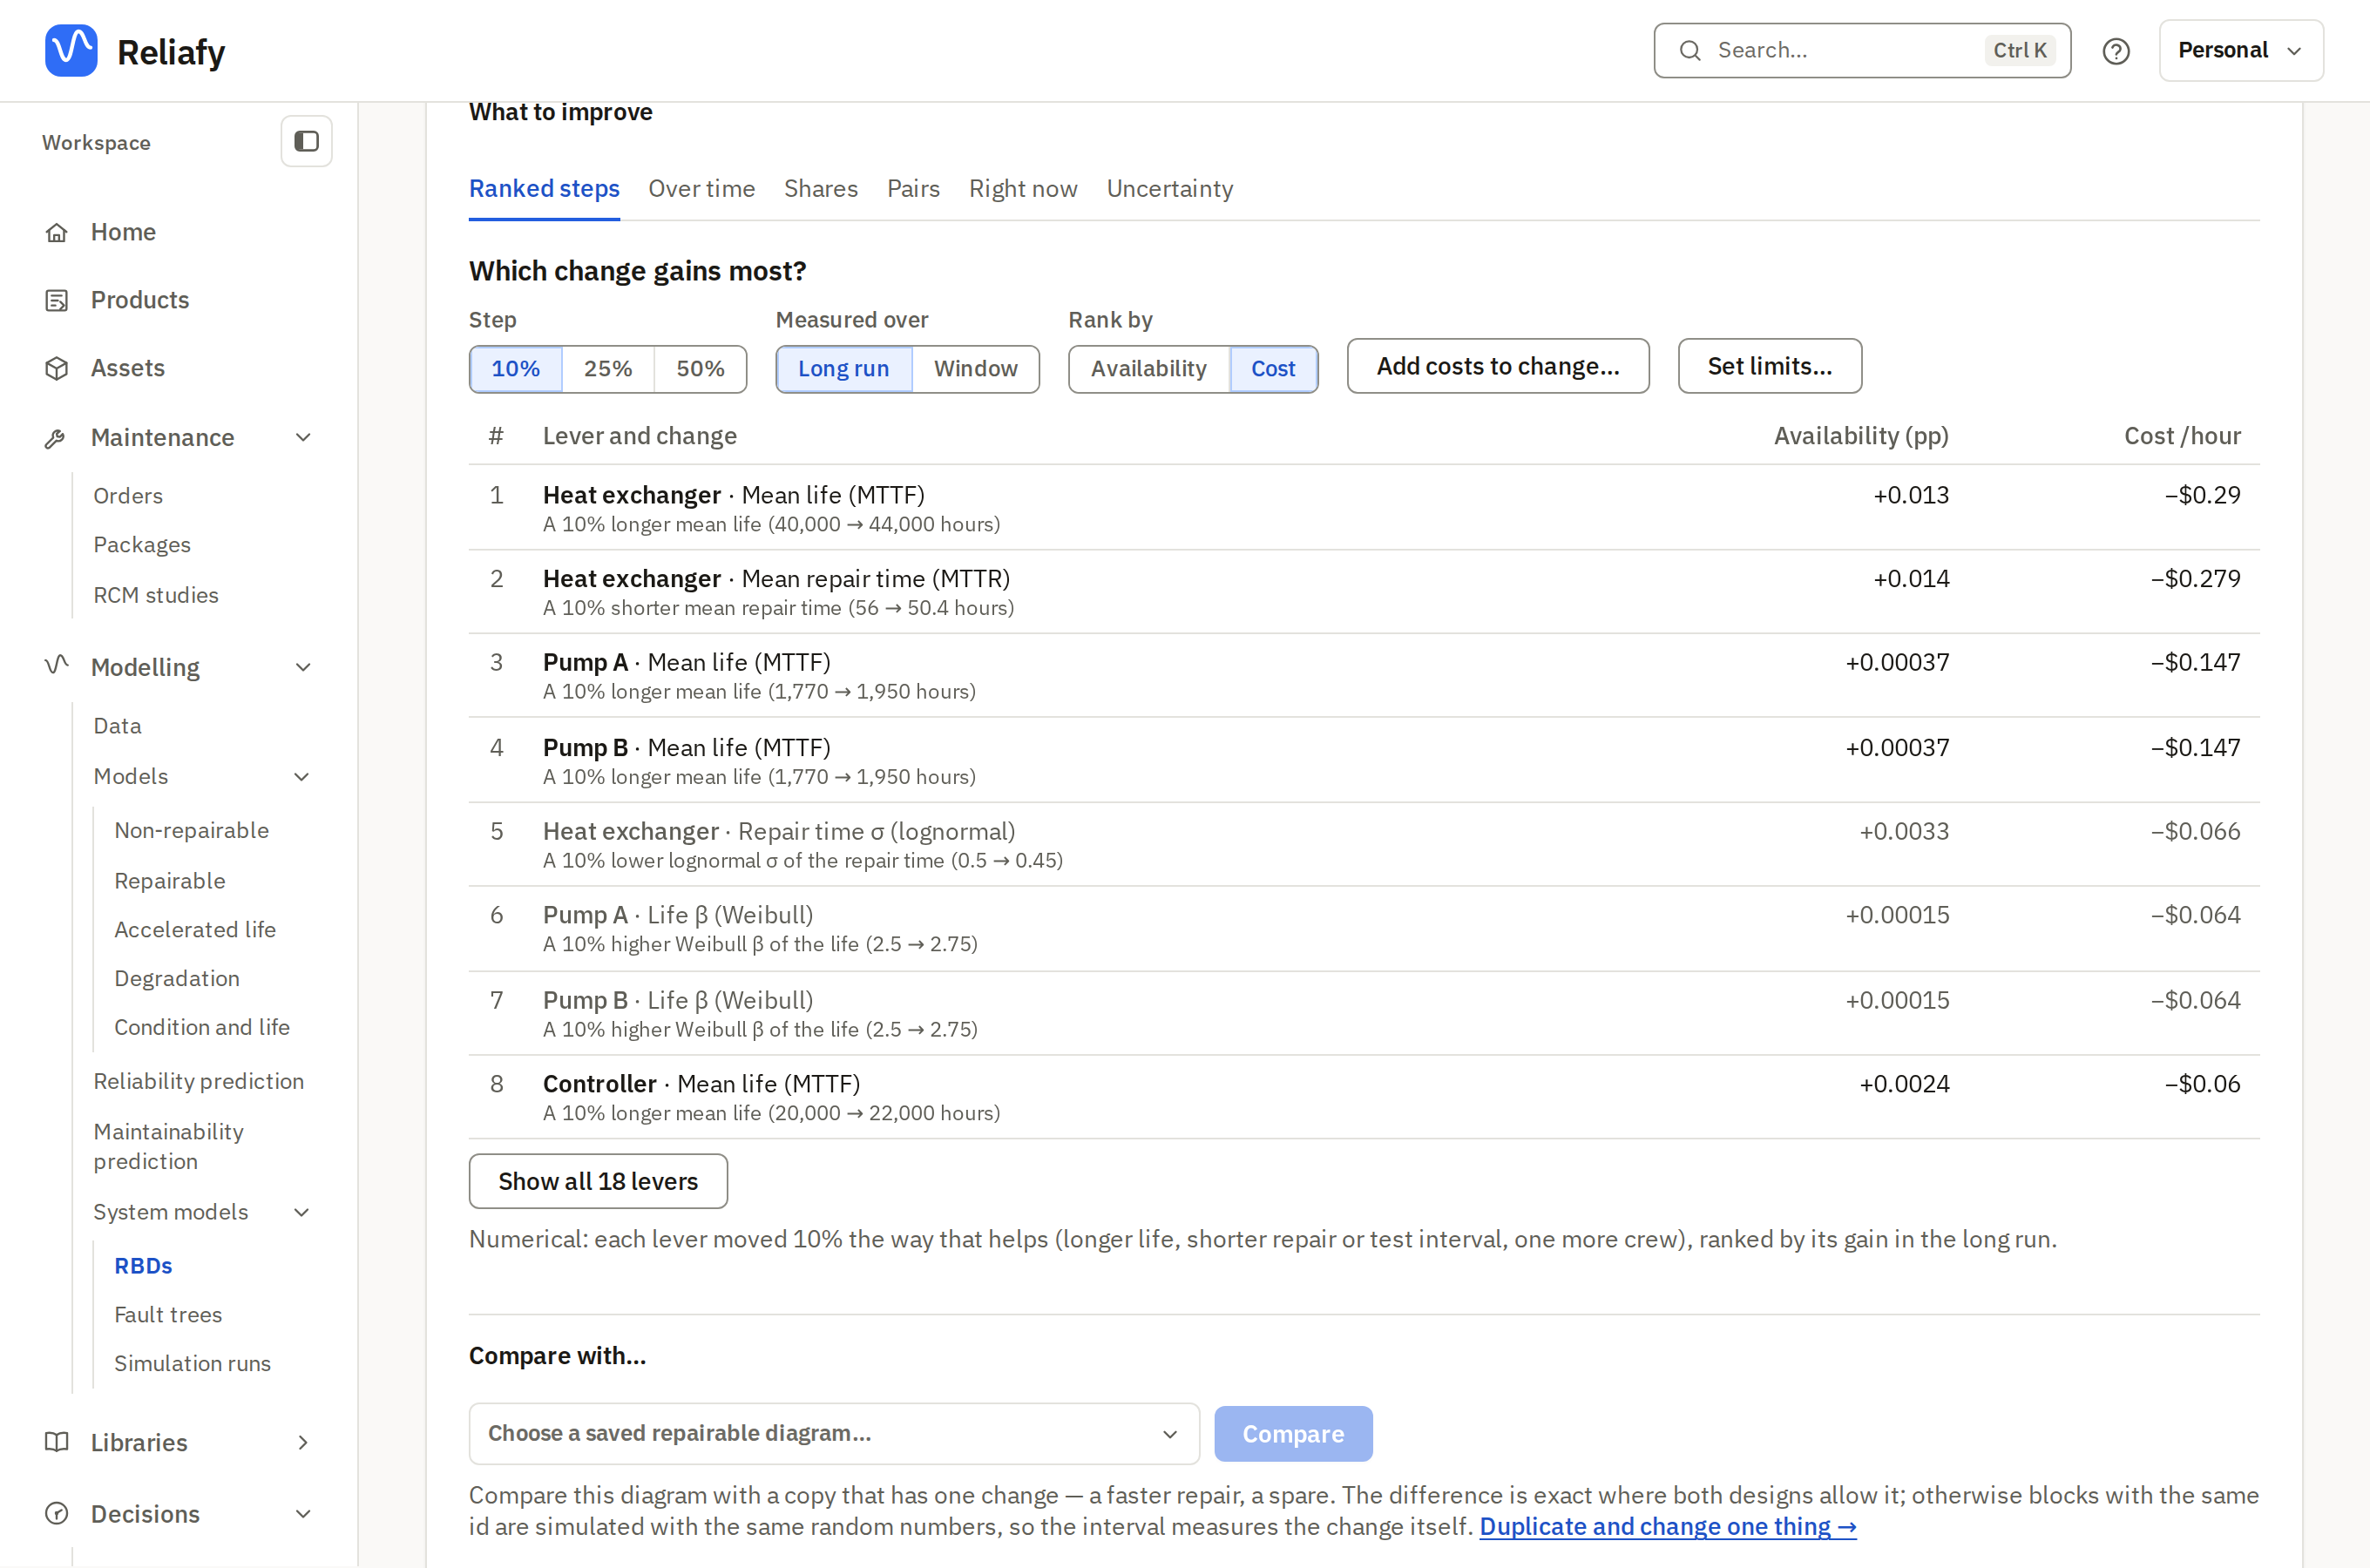 Reliafy
Search...
Ctrl K
Personal
Workspace
Home
Products
Assets
Maintenance
Orders
Packages
RCM studies
Modelling
Data
Models
Non-repairable
Repairable
Accelerated life
Degradation
Condition and life
Reliability prediction
Maintainability
prediction
System models
RBDs
Fault trees
Simulation runs
Libraries
Decisions
What to improve
Ranked steps Over time Shares Pairs Right now Uncertainty
Which change gains most?
Step Measured over Rank by
10% 25% 50% Long run Window Availability Cost Add costs to change... Set limits...
# Lever and change Availability (pp) Cost /hour
1 Heat exchanger · Mean life (MTTF) +0.013 −$0.29
A 10% longer mean life (40,000 → 44,000 hours)
2 Heat exchanger · Mean repair time (MTTR) +0.014 −$0.279
A 10% shorter mean repair time (56 → 50.4 hours)
3 Pump A · Mean life (MTTF) +0.00037 −$0.147
A 10% longer mean life (1,770 → 1,950 hours)
4 Pump B · Mean life (MTTF) +0.00037 −$0.147
A 10% longer mean life (1,770 → 1,950 hours)
5 Heat exchanger · Repair time σ (lognormal) +0.0033 −$0.066
A 10% lower lognormal σ of the repair time (0.5 → 0.45)
6 Pump A · Life β (Weibull) +0.00015 −$0.064
A 10% higher Weibull β of the life (2.5 → 2.75)
7 Pump B · Life β (Weibull) +0.00015 −$0.064
A 10% higher Weibull β of the life (2.5 → 2.75)
8 Controller · Mean life (MTTF) +0.0024 −$0.06
A 10% longer mean life (20,000 → 22,000 hours)
Show all 18 levers
Numerical: each lever moved 10% the way that helps (longer life, shorter repair or test interval, one more crew), ranked by its gain in the long run.
Compare with...
Choose a saved repairable diagram... Compare
Compare this diagram with a copy that has one change — a faster repair, a spare. The difference is exact where both designs allow it; otherwise blocks with the same
id are simulated with the same random numbers, so the interval measures the change itself. Duplicate and change one thing →